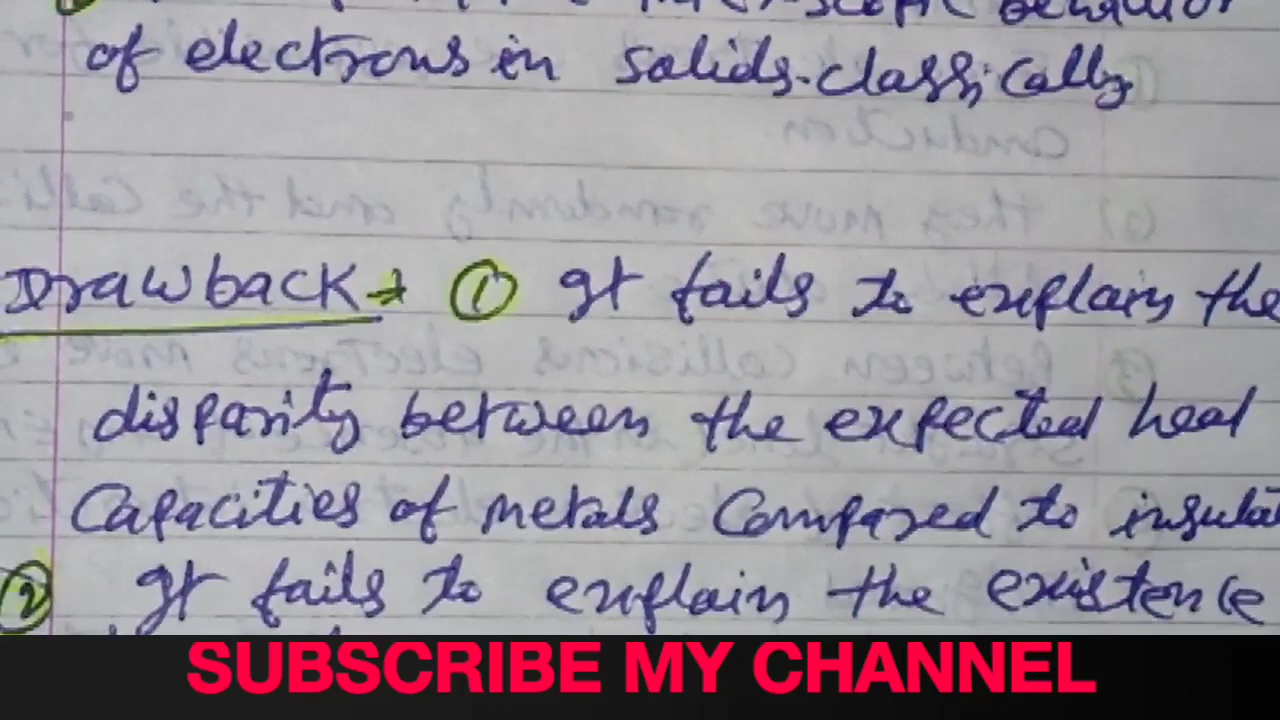 of electrons in solids. classically
Drawback → ① It fails to explain the
disparity between the expected heat
Capacities of metals Compared to
② It fails to explain the existence
SUBSCRIBE MY CHANNEL